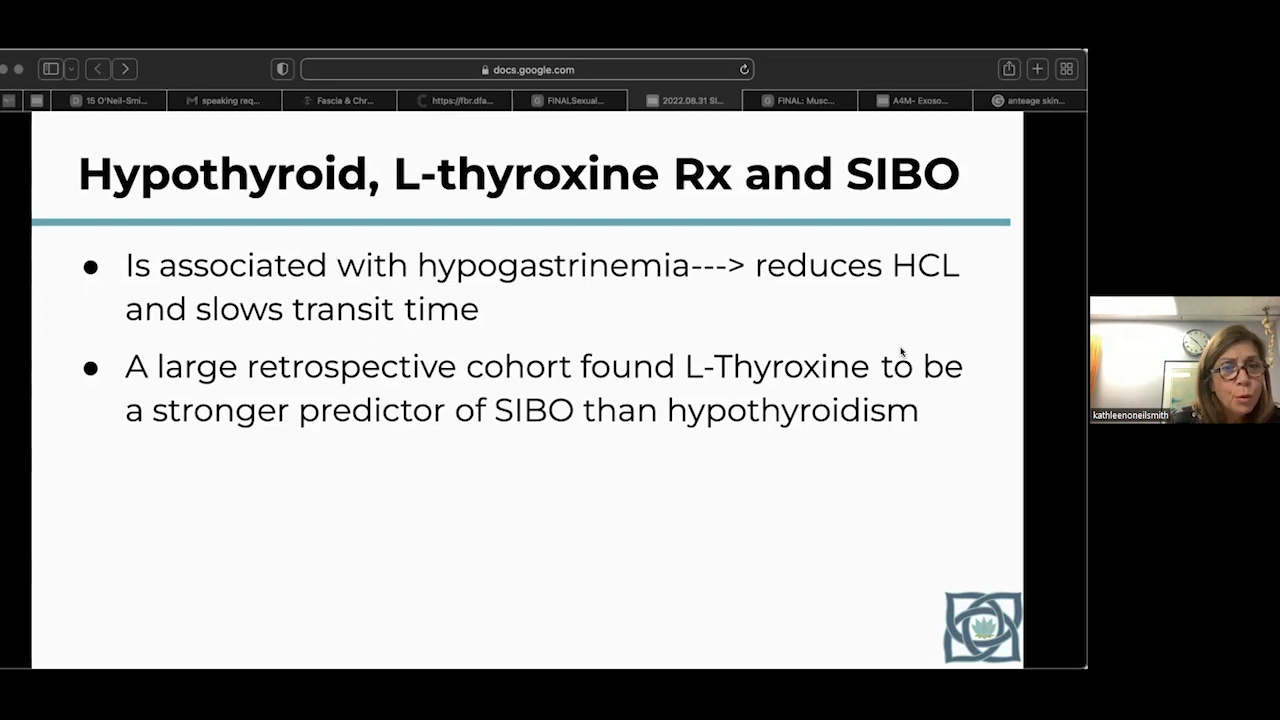 docs.google.com
15 O'Neil-Smi...
speaking req...
Fascia & Chr...
https://fbr.dfa...
FINALSexual...
2022.08.31 SI...
FINAL: Musc...
A4M- Exoso...
anteage skin...
Hypothyroid, L-thyroxine Rx and SIBO
● Is associated with hypogastrinemia---> reduces HCL
and slows transit time
● A large retrospective cohort found L-Thyroxine to be
a stronger predictor of SIBO than hypothyroidism
kathleenoneilsmith